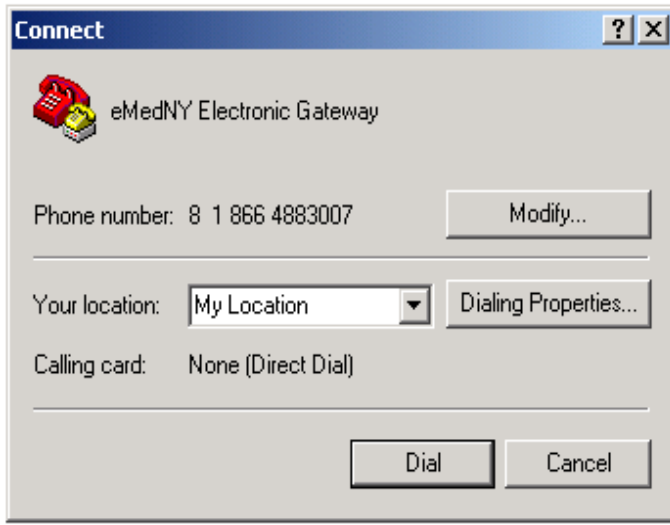 Connect
eMedNY Electronic Gateway
Phone number: 8 1 866 4883007 Modify...
Your location: My Location Dialing Properties...
Calling card: None (Direct Dial)
Dial Cancel